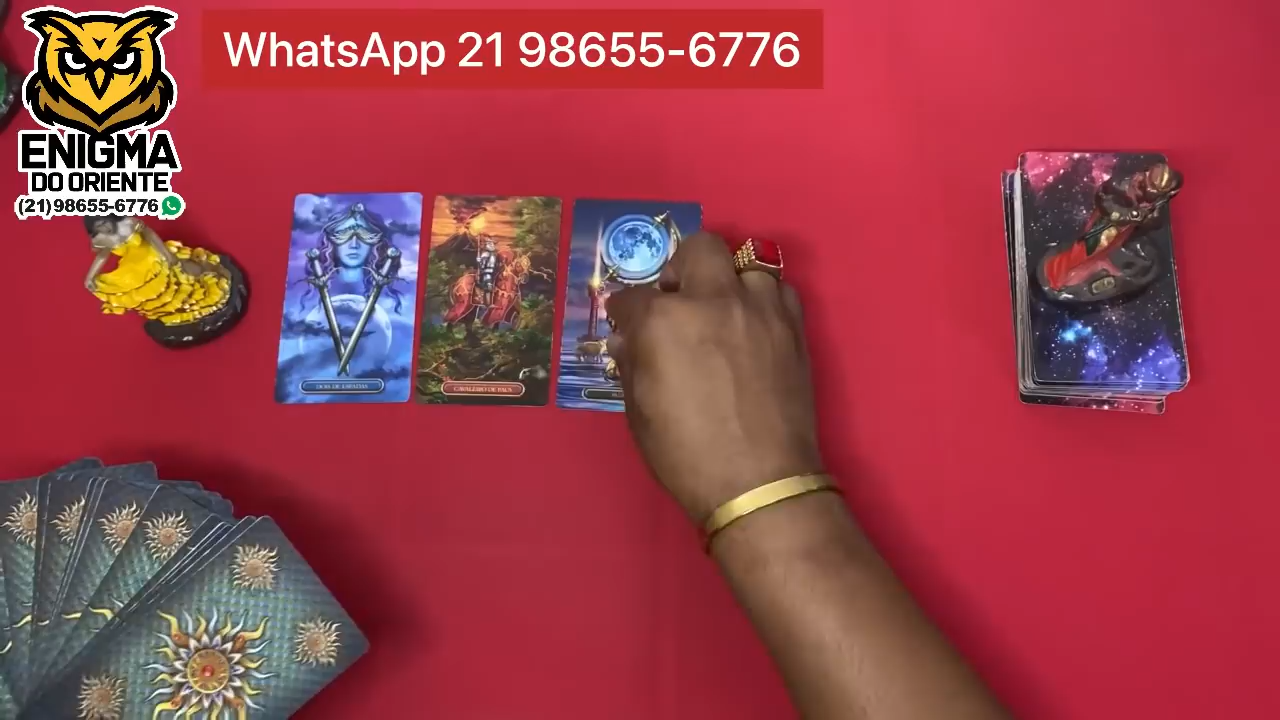 WhatsApp 21 98655-6776
ENIGMA
DO ORIENTE
(21)98655-6776
DOIS DE ESPADAS
CAVALEIRO DE PAUS